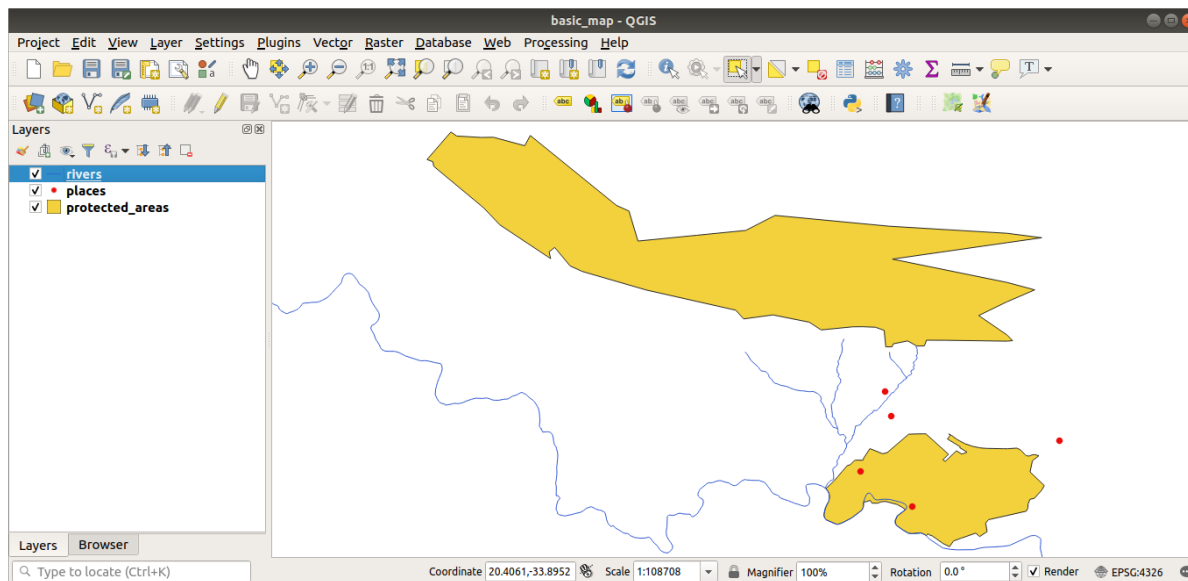 basic_map - QGIS
Project Edit View Layer Settings Plugins Vector Raster Database Web Processing Help
Layers
rivers
places
protected_areas
Layers Browser
Type to locate (Ctrl+K) Coordinate 20.4061,-33.8952 Scale 1:108708 Magnifier 100% Rotation 0.0 ° Render EPSG:4326